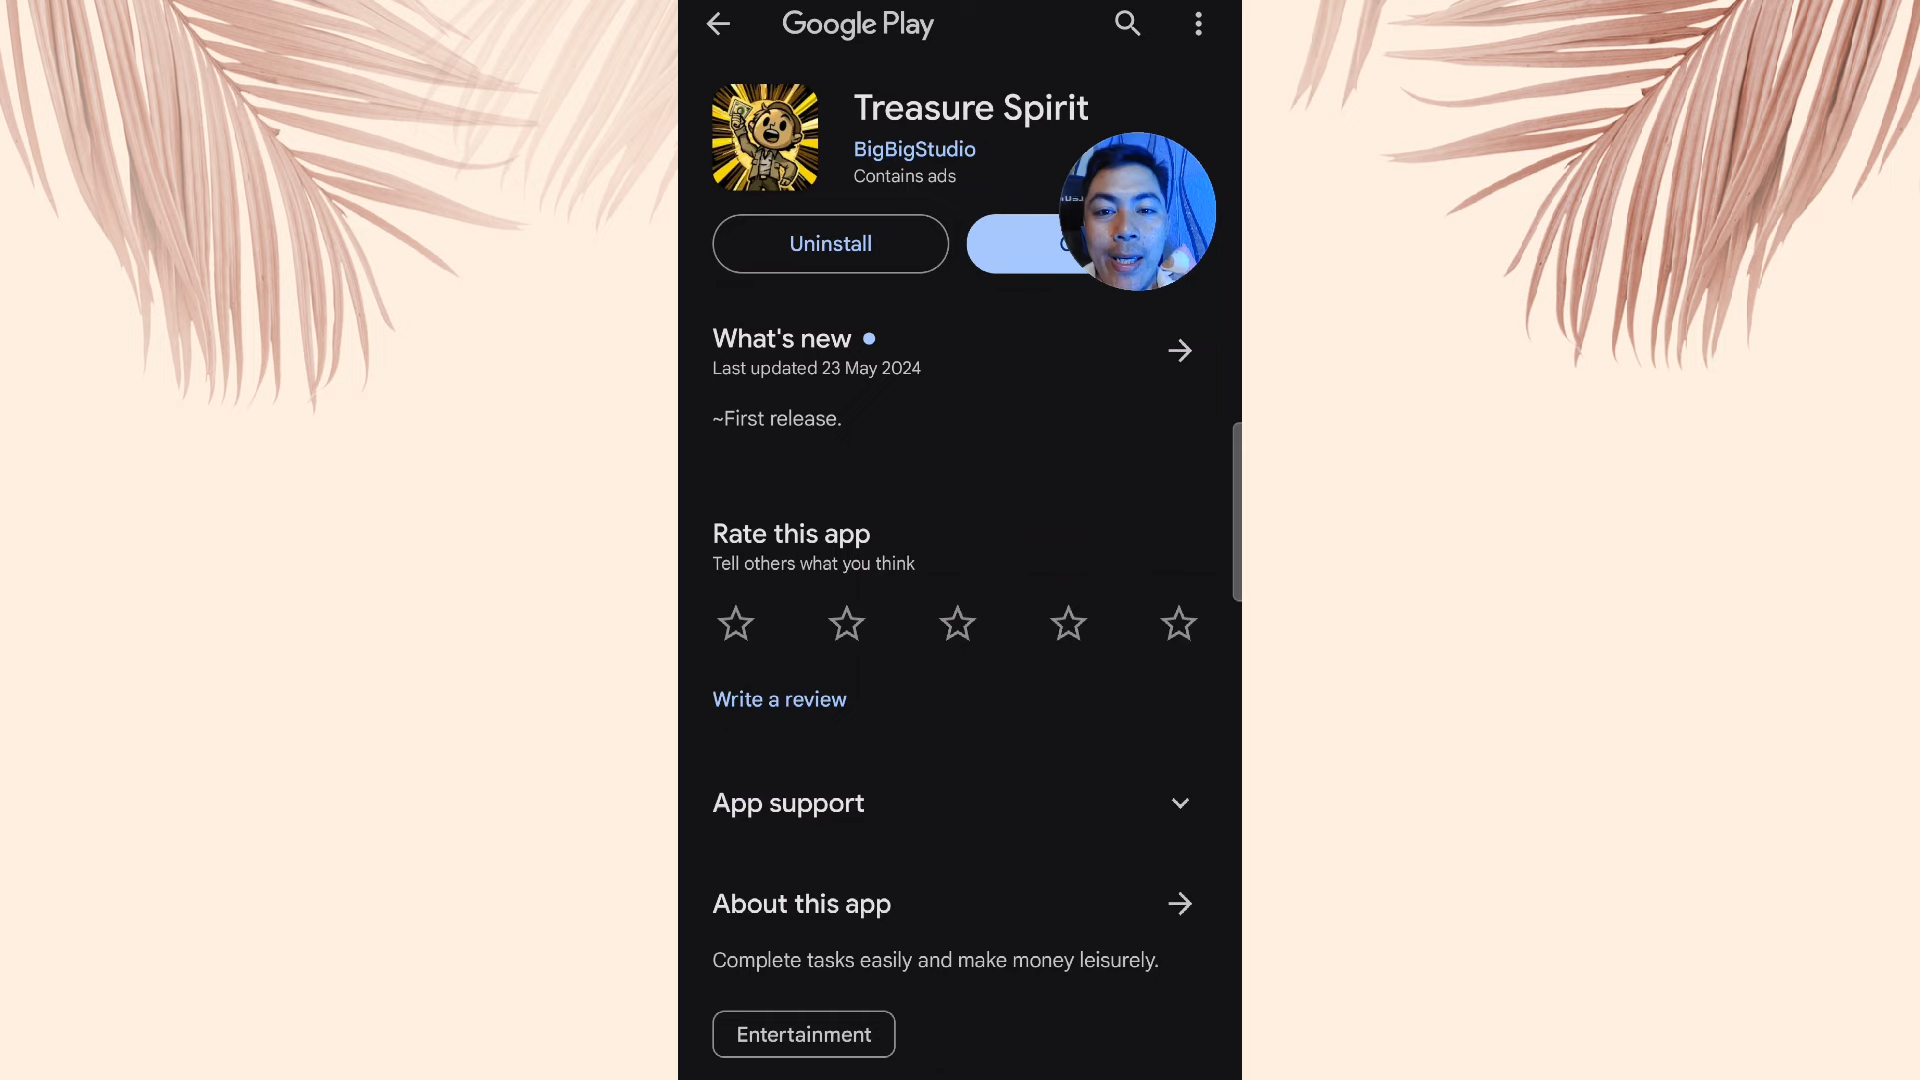 Google Play
Treasure Spirit
BigBigStudio
Contains ads
Uninstall
What's new
Last updated 23 May 2024
~First release.
Rate this app
Tell others what you think
Write a review
App support
About this app
Complete tasks easily and make money leisurely.
Entertainment